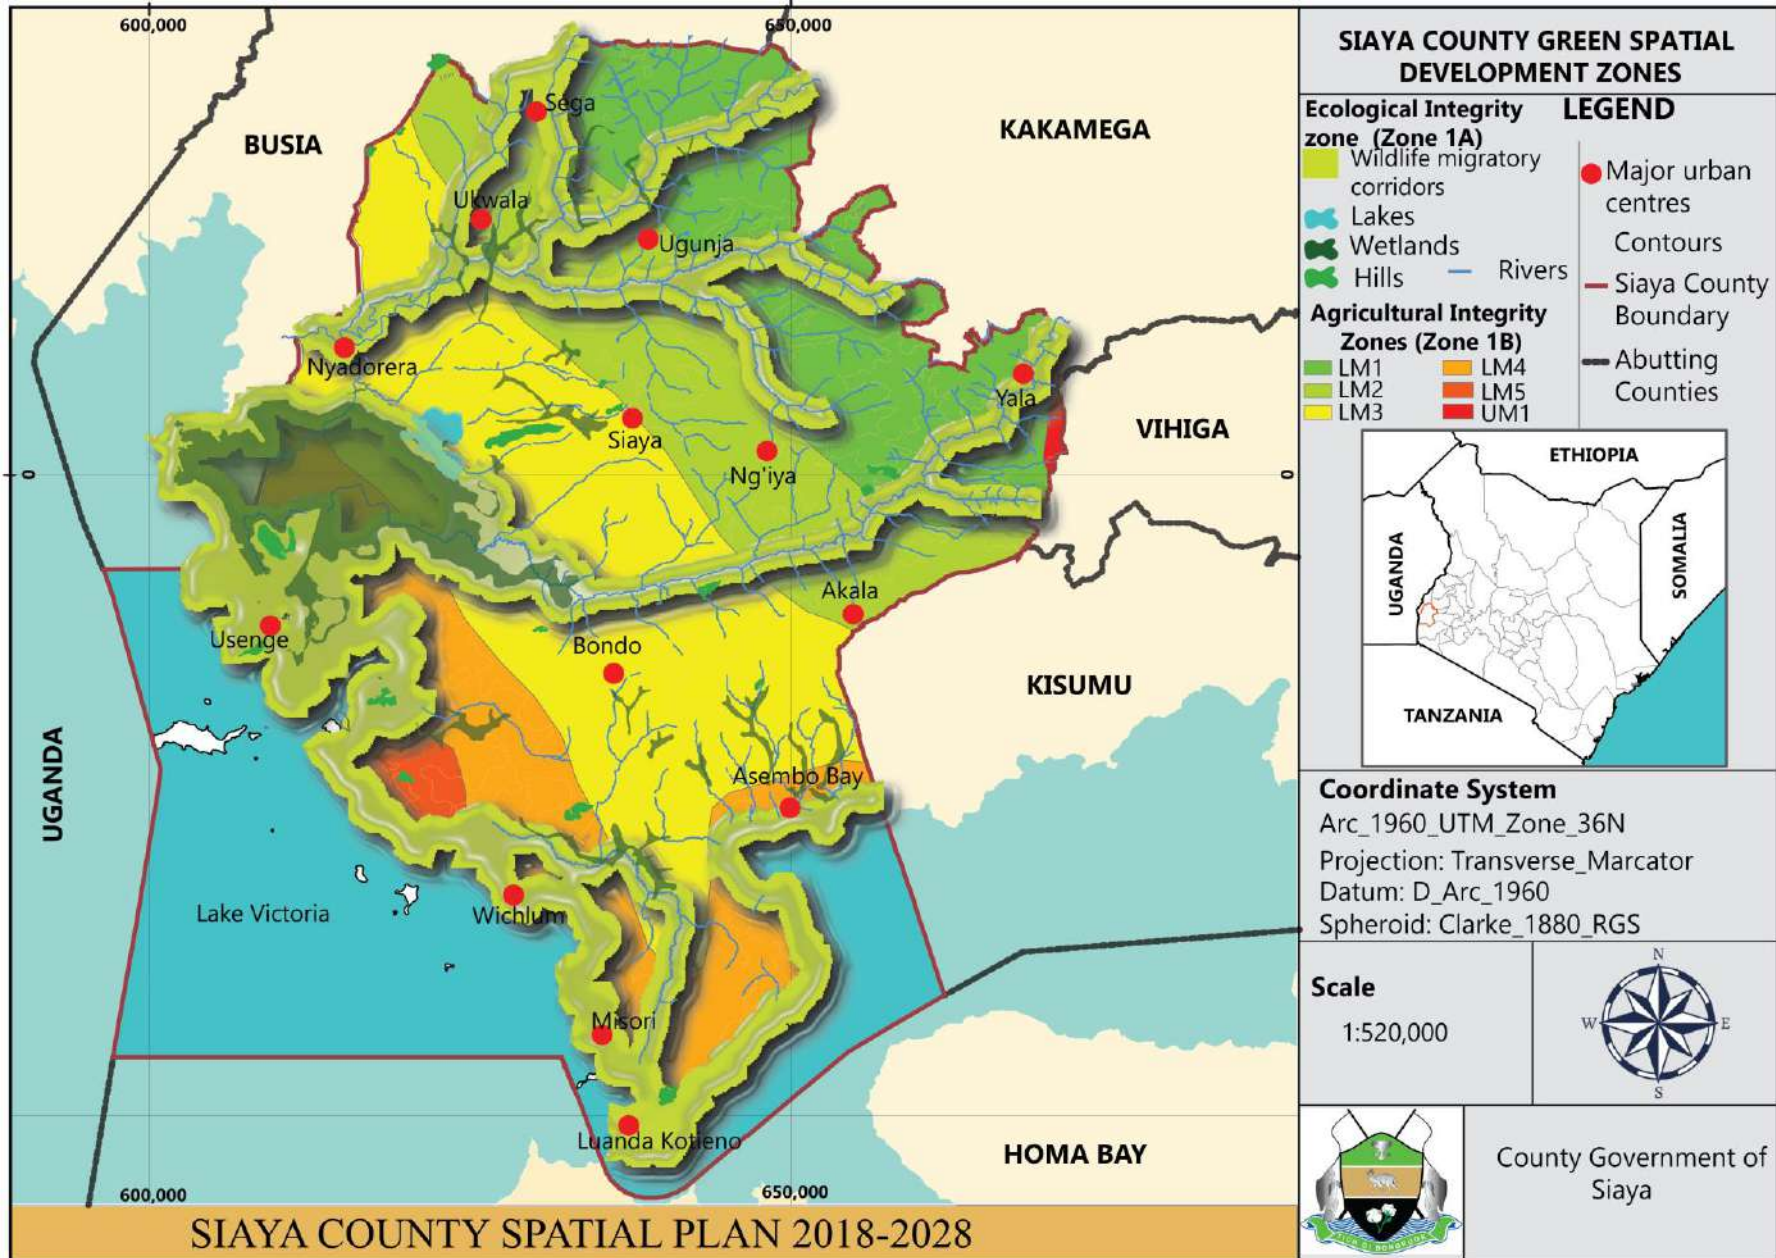 600,000
650,000
BUSIA
KAKAMEGA
Sega
Ukwala
Ugunja
Nyadorera
Yala
VIHIGA
Siaya
Ng'iya
0
0
Akala
Usenge
Bondo
KISUMU
UGANDA
Asembo Bay
Lake Victoria
Wichlum
Misori
Luanda Kotieno
HOMA BAY
600,000
650,000
SIAYA COUNTY SPATIAL PLAN 2018-2028
SIAYA COUNTY GREEN SPATIAL
DEVELOPMENT ZONES
LEGEND
Ecological Integrity
zone (Zone 1A)
Wildlife migratory
corridors
Lakes
Wetlands
Hills
Rivers
Major urban
centres
Contours
Siaya County
Boundary
Abutting
Counties
Agricultural Integrity
Zones (Zone 1B)
LM1
LM2
LM3
LM4
LM5
UM1
ETHIOPIA
UGANDA
SOMALIA
TANZANIA
Coordinate System
Arc_1960_UTM_Zone_36N
Projection: Transverse_Marcator
Datum: D_Arc_1960
Spheroid: Clarke_1880_RGS
Scale
1:520,000
N
W
E
S
County Government of
Siaya